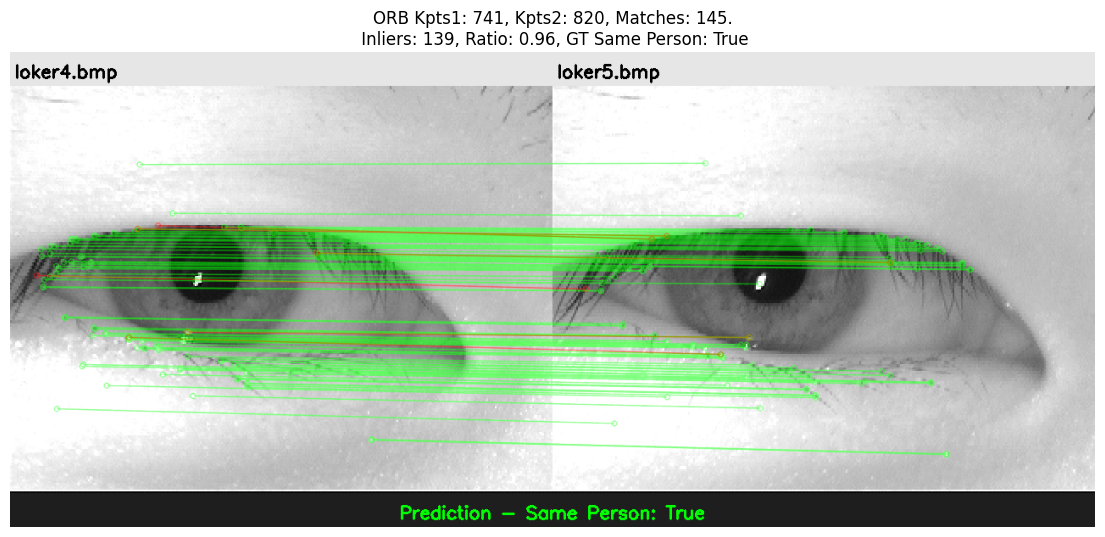 ORB Kpts1: 741, Kpts2: 820, Matches: 145.
Inliers: 139, Ratio: 0.96, GT Same Person: True
loker4.bmp
loker5.bmp
Prediction - Same Person: True